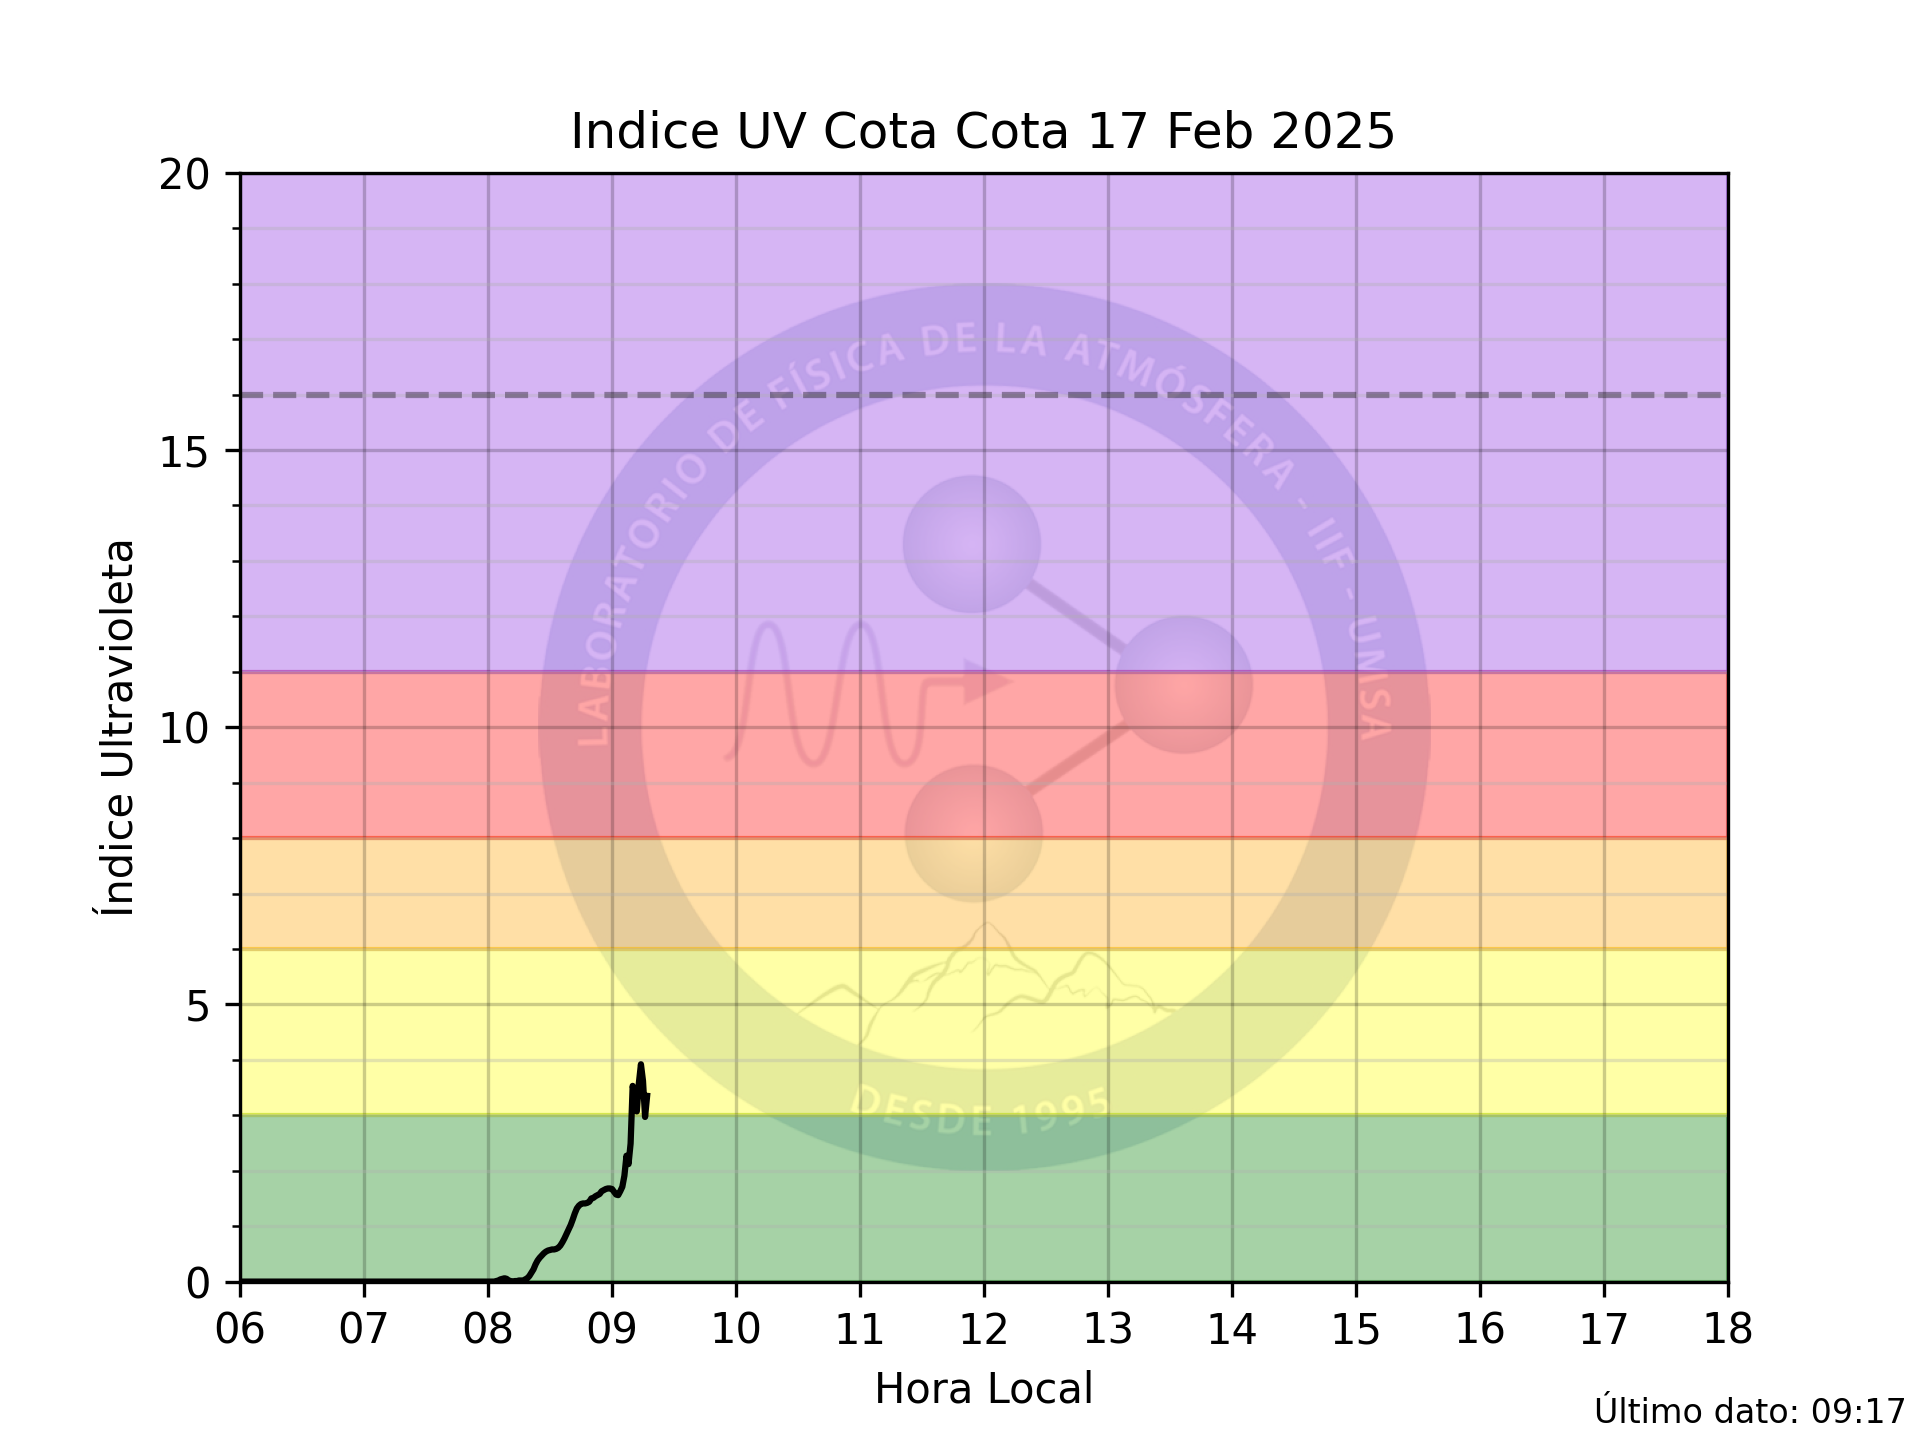 Indice UV Cota Cota 17 Feb 2025
20
15
10
5
0
Índice Ultravioleta
LABORATORIO DE FÍSICA DE LA ATMÓSFERA - IIF - UMSA
DESDE 1995
06 07 08 09 10 11 12 13 14 15 16 17 18
Hora Local
Último dato: 09:17